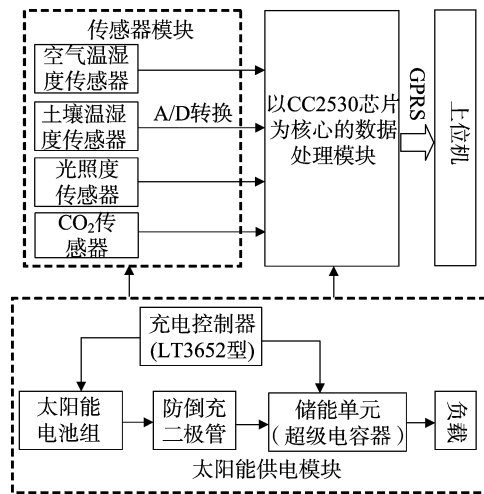 传感器模块
空气温湿
度传感器
土壤温湿
度传感器
A/D转换
光照度
传感器
CO₂传
感器
以CC2530芯片
为核心的数据
处理模块
GPRS
上位机
充电控制器
(LT3652型)
太阳能
电池组
防倒充
二极管
储能单元
（超级电容器）
负载
太阳能供电模块